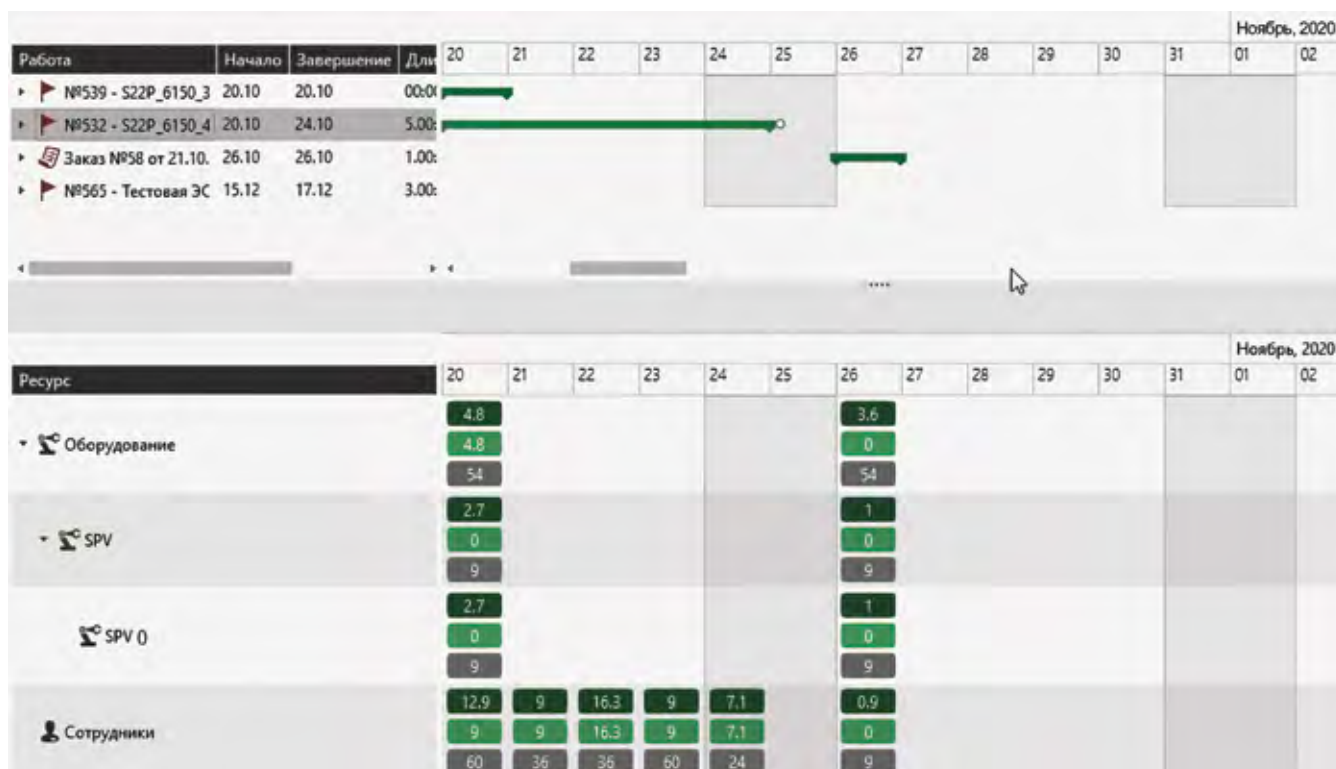 Ноябрь, 2020
Работа Начало Завершение Дли 20 21 22 23 24 25 26 27 28 29 30 31 01 02
№539 - S22P_6150_3 20.10 20.10 00:00
№532 - S22P_6150_4 20.10 24.10 5.00:
Заказ №58 от 21.10. 26.10 26.10 1.00:
№565 - Тестовая ЭС 15.12 17.12 3.00:
Ноябрь, 2020
Ресурс 20 21 22 23 24 25 26 27 28 29 30 31 01 02
4.8 3.6
Оборудование 4.8 0
54 54
2.7 1
SPV 0 0
9 9
2.7 1
SPV () 0 0
9 9
12.9 9 16.3 9 7.1 0.9
Сотрудники 9 9 16.3 9 7.1 0
60 36 36 60 24 9